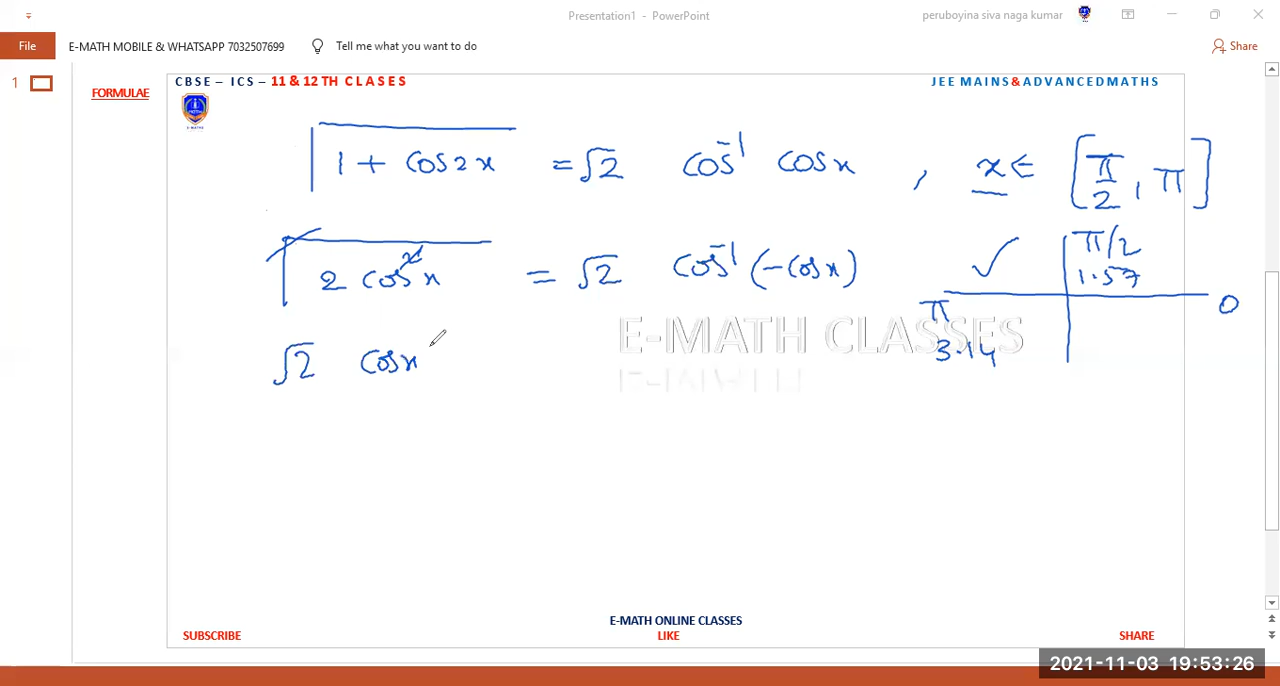 Presentation1 - PowerPoint
peruboyina siva naga kumar
File
E-MATH MOBILE & WHATSAPP 7032507699
Tell me what you want to do
Share
1
FORMULAE
CBSE – ICS – 11 & 12 TH CLASES
JEE MAINS&ADVANCEDMATHS
E-MATHS
√1 + cos2x = √2 cos⁻¹ cosx , x ∈ [π/2, π]
√2 cos²x = √2 cos⁻¹(-cosx) ✓
π/2
1.57
π
0
3.14
√2 cosx
E-MATH CLASSES
E-MATH ONLINE CLASSES
SUBSCRIBE
LIKE
SHARE
2021-11-03 19:53:26